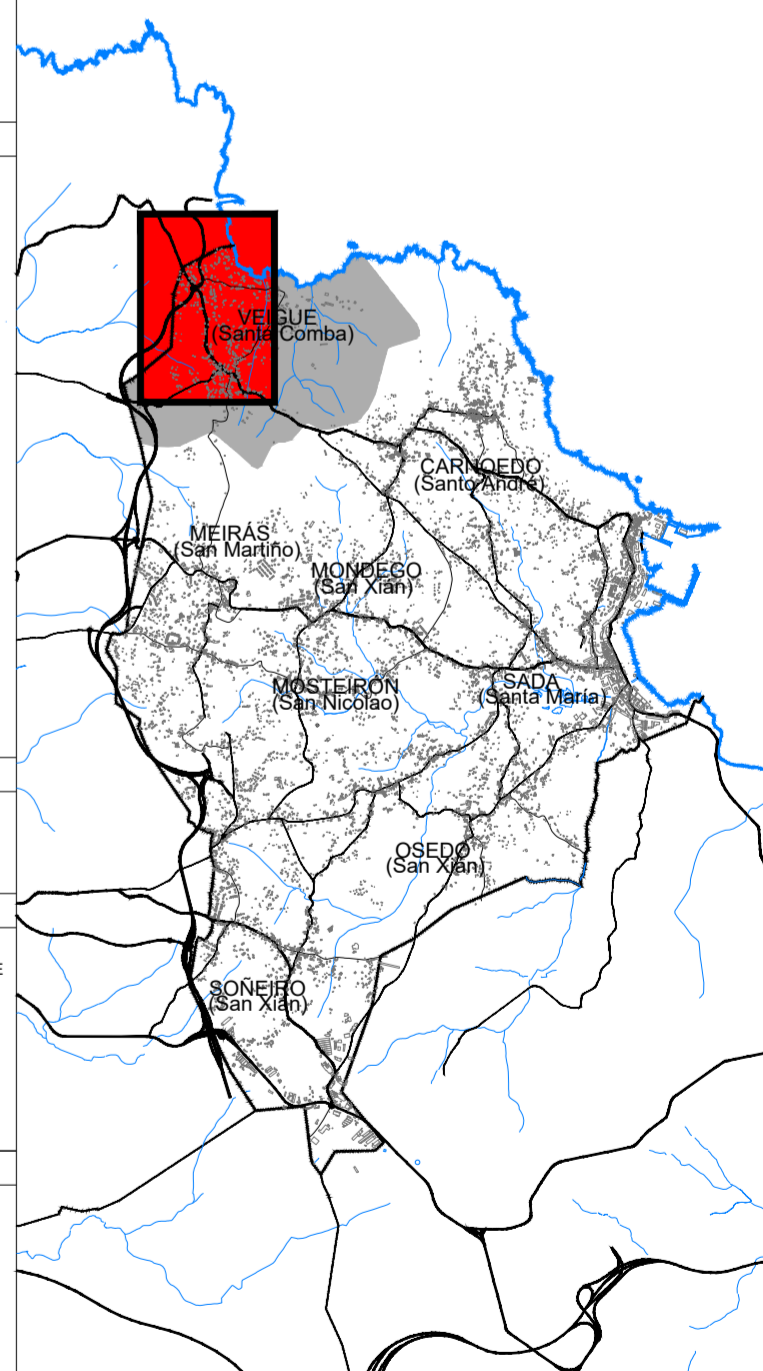 VEIGUE
(Santa Comba)
CARNOEDO
(Santo André)
MEIRÁS
(San Martiño)
MONDEGO
(San Xián)
MOSTEIRÓN
(San Nicolao)
SADA
(Santa María)
OSEDO
(San Xián)
E
SOÑEIRO
(San Xián)